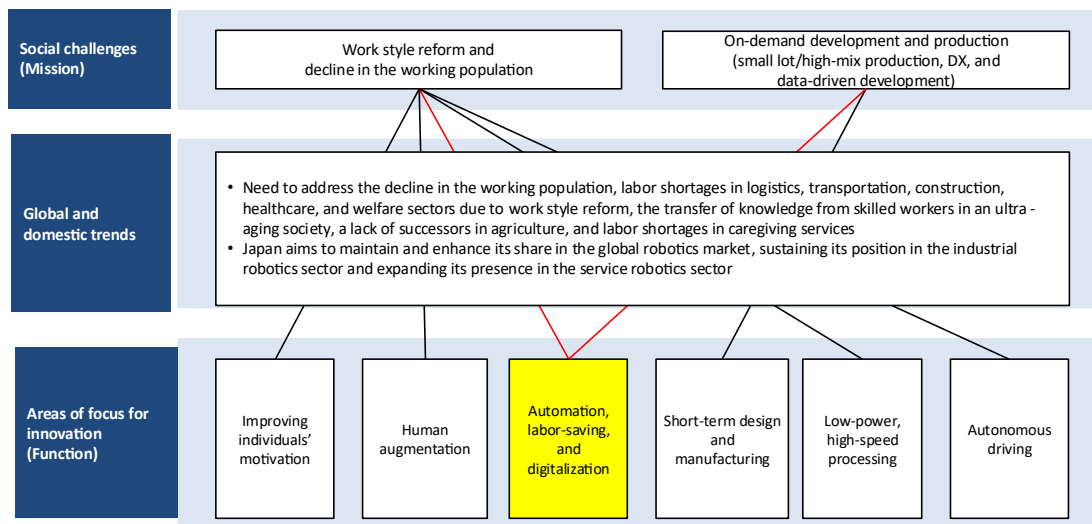 Social challenges
(Mission)
Work style reform and
decline in the working population
On-demand development and production
(small lot/high-mix production, DX, and
data-driven development)
Global and
domestic trends
• Need to address the decline in the working population, labor shortages in logistics, transportation, construction,
healthcare, and welfare sectors due to work style reform, the transfer of knowledge from skilled workers in an ultra -
aging society, a lack of successors in agriculture, and labor shortages in caregiving services
• Japan aims to maintain and enhance its share in the global robotics market, sustaining its position in the industrial
robotics sector and expanding its presence in the service robotics sector
Areas of focus for
innovation
(Function)
Improving
individuals'
motivation
Human
augmentation
Automation,
labor-saving,
and
digitalization
Short-term design
and
manufacturing
Low-power,
high-speed
processing
Autonomous
driving